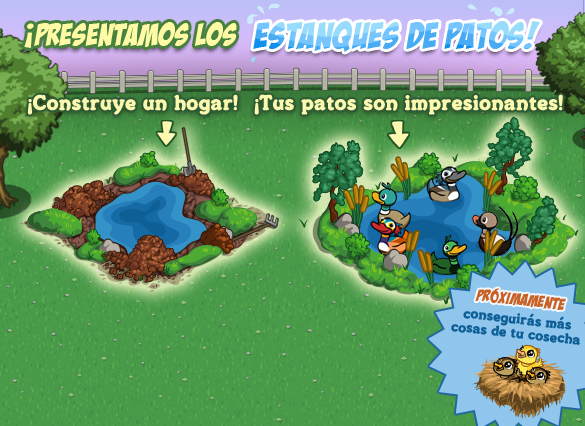 ¡PRESENTAMOS LOS ESTANQUES DE PATOS!
¡Construye un hogar! ¡Tus patos son impresionantes!
PRÓXIMAMENTE
conseguirás más
cosas de tu cosecha